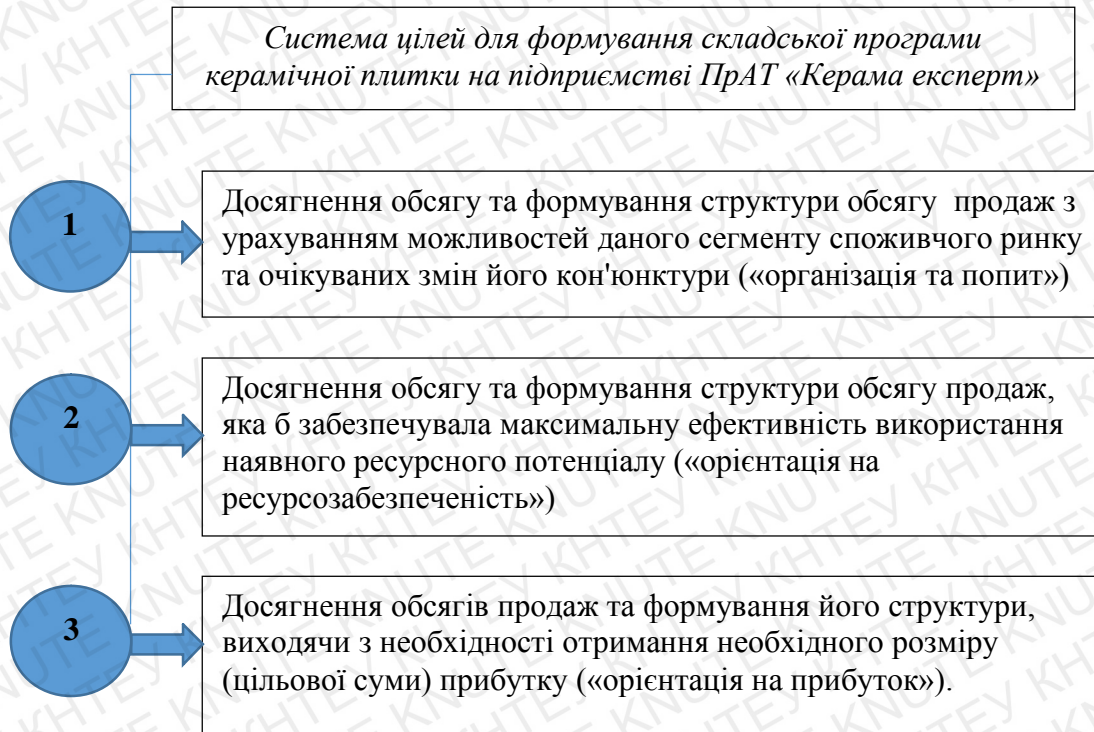 Система цілей для формування складської програми
керамічної плитки на підприємстві ПрАТ «Керама експерт»
1
Досягнення обсягу та формування структури обсягу продаж з
урахуванням можливостей даного сегменту споживчого ринку
та очікуваних змін його кон'юнктури («організація та попит»)
2
Досягнення обсягу та формування структури обсягу продаж,
яка б забезпечувала максимальну ефективність використання
наявного ресурсного потенціалу («орієнтація на
ресурсозабезпеченість»)
3
Досягнення обсягів продаж та формування його структури,
виходячи з необхідності отримання необхідного розміру
(цільової суми) прибутку («орієнтація на прибуток»).